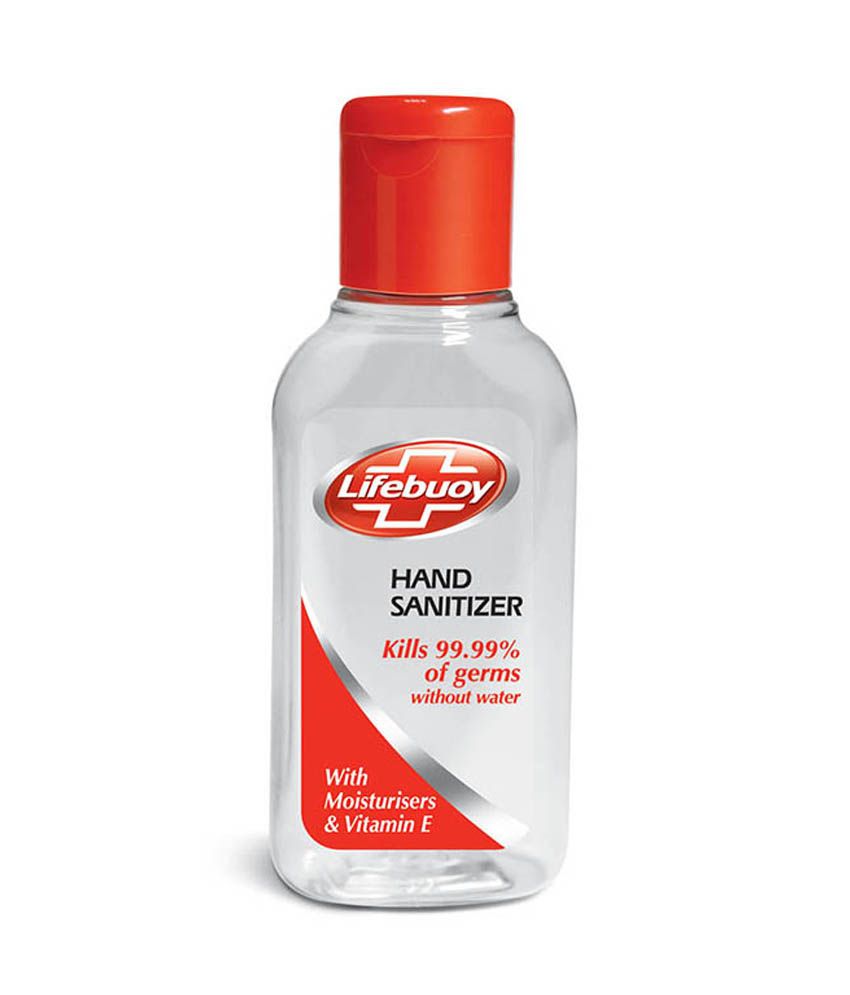 Lifebuoy
HAND
SANITIZER
Kills 99.99%
of germs
without water
With
Moisturisers
& Vitamin E